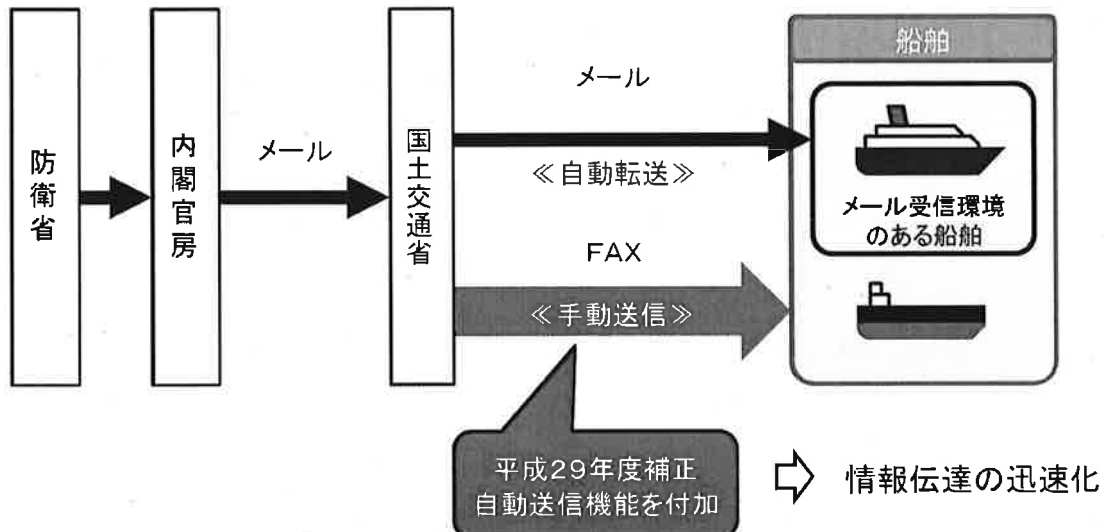 防衛省
内閣官房
メール
国土交通省
メール
≪自動転送≫
FAX
≪手動送信≫
船舶
メール受信環境
のある船舶
平成29年度補正
自動送信機能を付加
情報伝達の迅速化